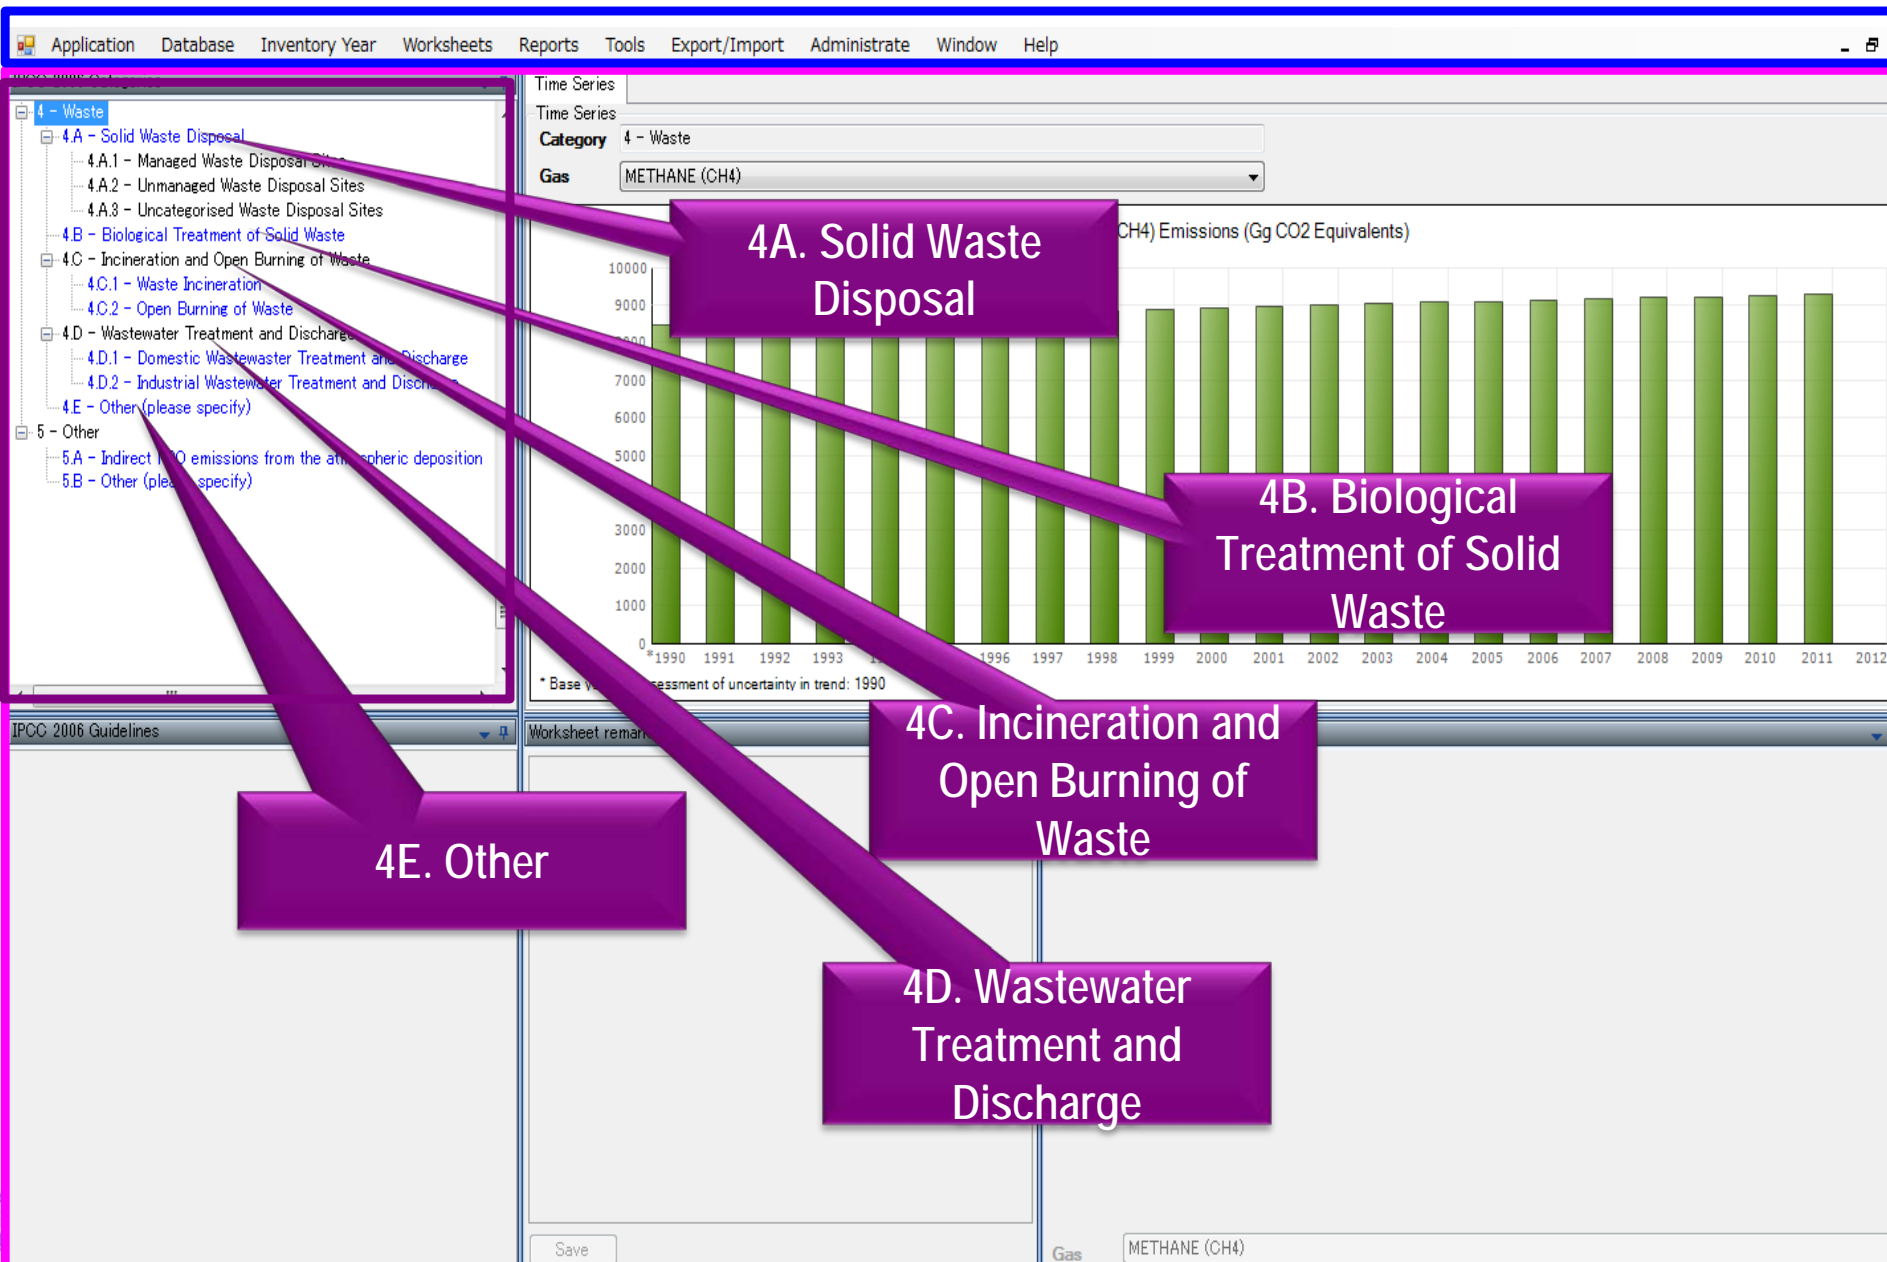 Application Database Inventory Year Worksheets Reports Tools Export/Import Administrate Window Help
4 - Waste
4.A - Solid Waste Disposal
4.A.1 - Managed Waste Disposal Sites
4.A.2 - Unmanaged Waste Disposal Sites
4.A.3 - Uncategorised Waste Disposal Sites
4.B - Biological Treatment of Solid Waste
4.C - Incineration and Open Burning of Waste
4.C.1 - Waste Incineration
4.C.2 - Open Burning of Waste
4.D - Wastewater Treatment and Discharge
4.D.1 - Domestic Wastewaster Treatment and Discharge
4.D.2 - Industrial Wastewater Treatment and Discharge
4.E - Other (please specify)
5 - Other
5.A - Indirect emissions from the atmospheric deposition
5.B - Other (please specify)
Time Series
Time Series
Category 4 - Waste
Gas METHANE (CH4)
CH4) Emissions (Gg CO2 Equivalents)
10000
9000
7000
6000
5000
3000
2000
1000
0
*1990 1991 1992 1993 1996 1997 1998 1999 2000 2001 2002 2003 2004 2005 2006 2007 2008 2009 2010 2011 2012
* Base assessment of uncertainty in trend: 1990
4A. Solid Waste
Disposal
4B. Biological
Treatment of Solid
Waste
4C. Incineration and
Open Burning of
Waste
4E. Other
4D. Wastewater
Treatment and
Discharge
IPCC 2006 Guidelines
Worksheet
Save
Gas METHANE (CH4)